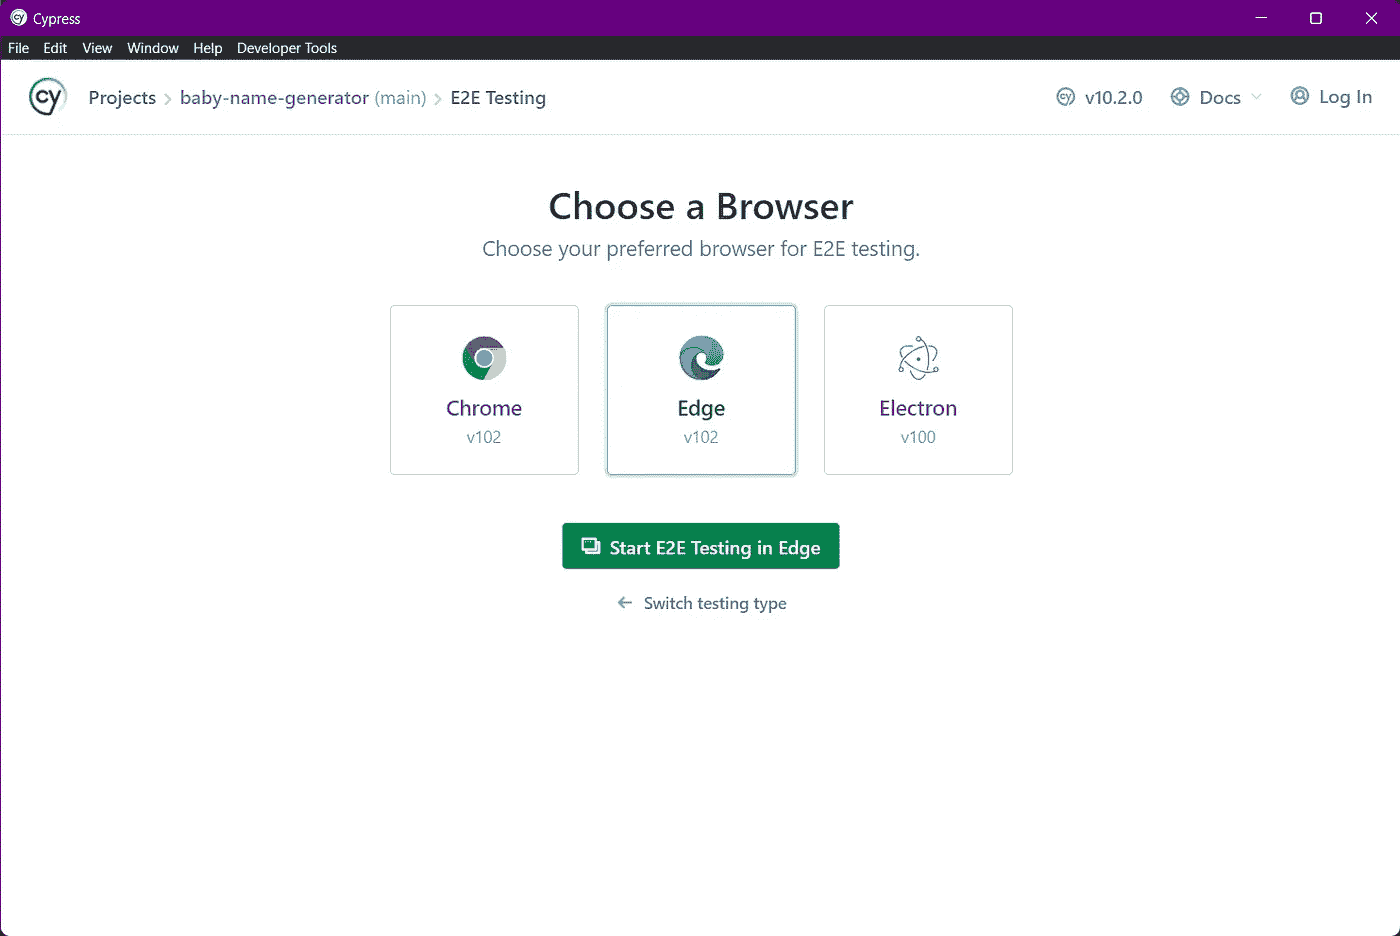 Cypress
File Edit View Window Help Developer Tools
cy Projects > baby-name-generator (main) > E2E Testing cy v10.2.0 Docs Log In
Choose a Browser
Choose your preferred browser for E2E testing.
Chrome Edge Electron
v102 v102 v100
Start E2E Testing in Edge
← Switch testing type